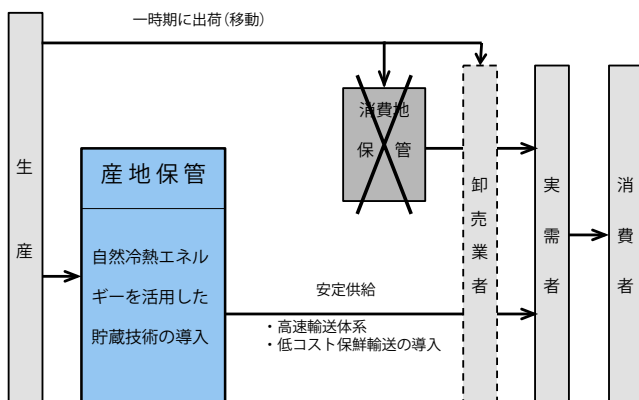 一時期に出荷(移動)
生産
産地保管
自然冷熱エネル
ギーを活用した
貯蔵技術の導入
消費地
保管
安定供給
・高速輸送体系
・低コスト保鮮輸送の導入
卸売業者
実需者
消費者